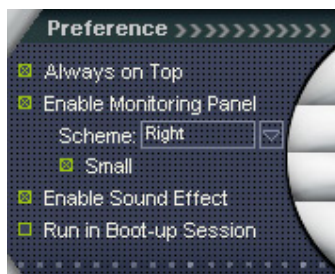 Preference >>>>>>>>>>>>
Always on Top
Enable Monitoring Panel
Scheme: Right
Small
Enable Sound Effect
Run in Boot-up Session